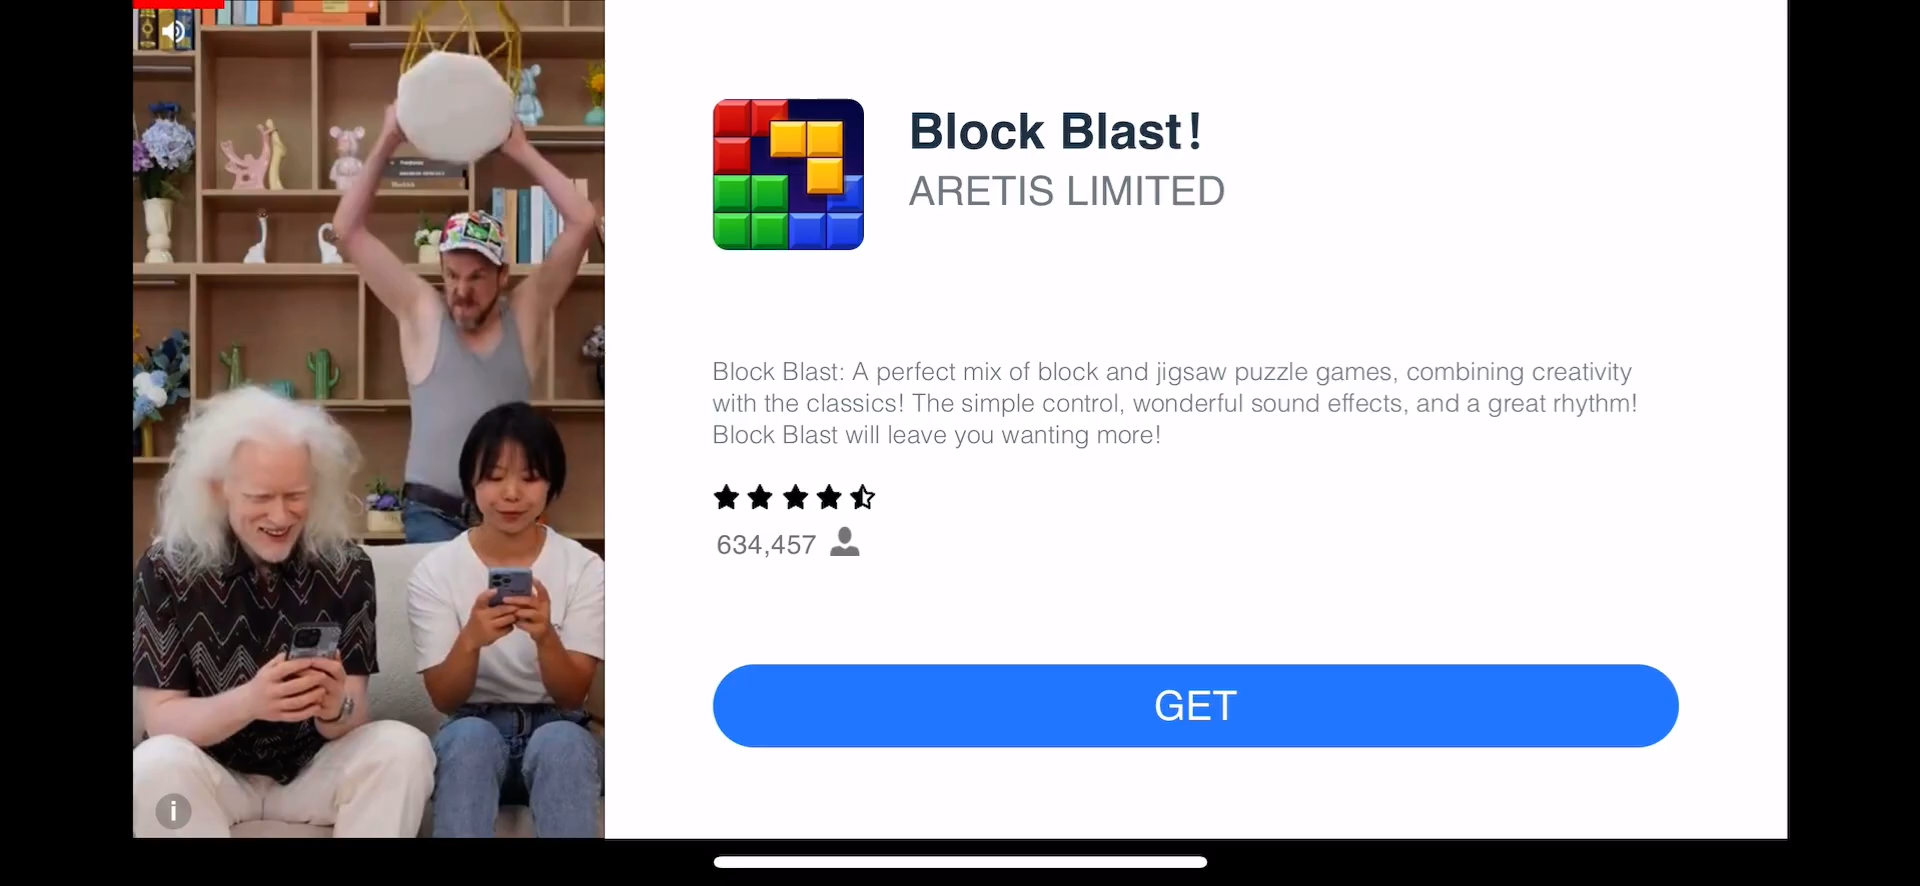 Block Blast!
ARETIS LIMITED
Block Blast: A perfect mix of block and jigsaw puzzle games, combining creativity
with the classics! The simple control, wonderful sound effects, and a great rhythm!
Block Blast will leave you wanting more!
634,457
GET
i